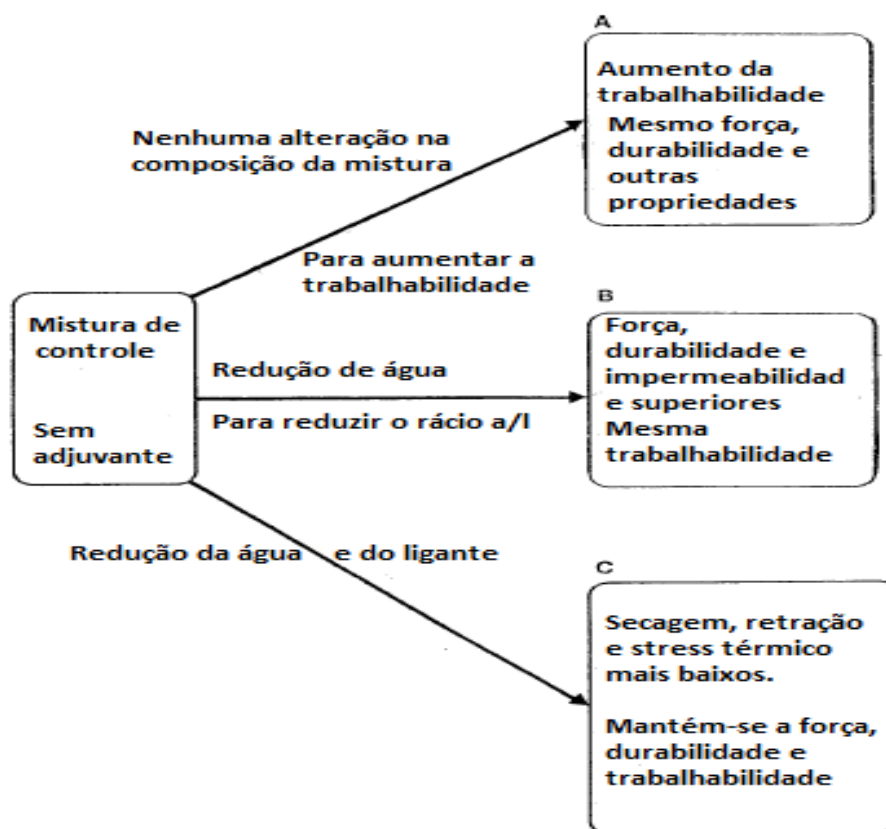 A
Aumento da
trabalhabilidade
Mesmo força,
durabilidade e
outras
propriedades
Nenhuma alteração na
composição da mistura
Para aumentar a
trabalhabilidade
Mistura de
controle
Sem
adjuvante
Redução de água
Para reduzir o rácio a/l
B
Força,
durabilidade e
impermeabilidad
e superiores
Mesma
trabalhabilidade
Redução da água e do ligante
C
Secagem, retração
e stress térmico
mais baixos.
Mantém-se a força,
durabilidade e
trabalhabilidade